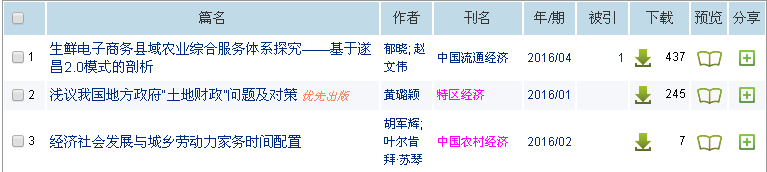 篇名 作者 刊名 年/期 被引 下载 预览 分享
1 生鲜电子商务县域农业综合服务体系探究——基于遂昌2.0模式的剖析 郁晓; 赵文伟 中国流通经济 2016/04 1 437
2 浅议我国地方政府"土地财政"问题及对策 优先出版 黄璐颖 特区经济 2016/01 245
3 经济社会发展与城乡劳动力家务时间配置 胡军辉; 叶尔肯拜·苏琴 中国农村经济 2016/02 7